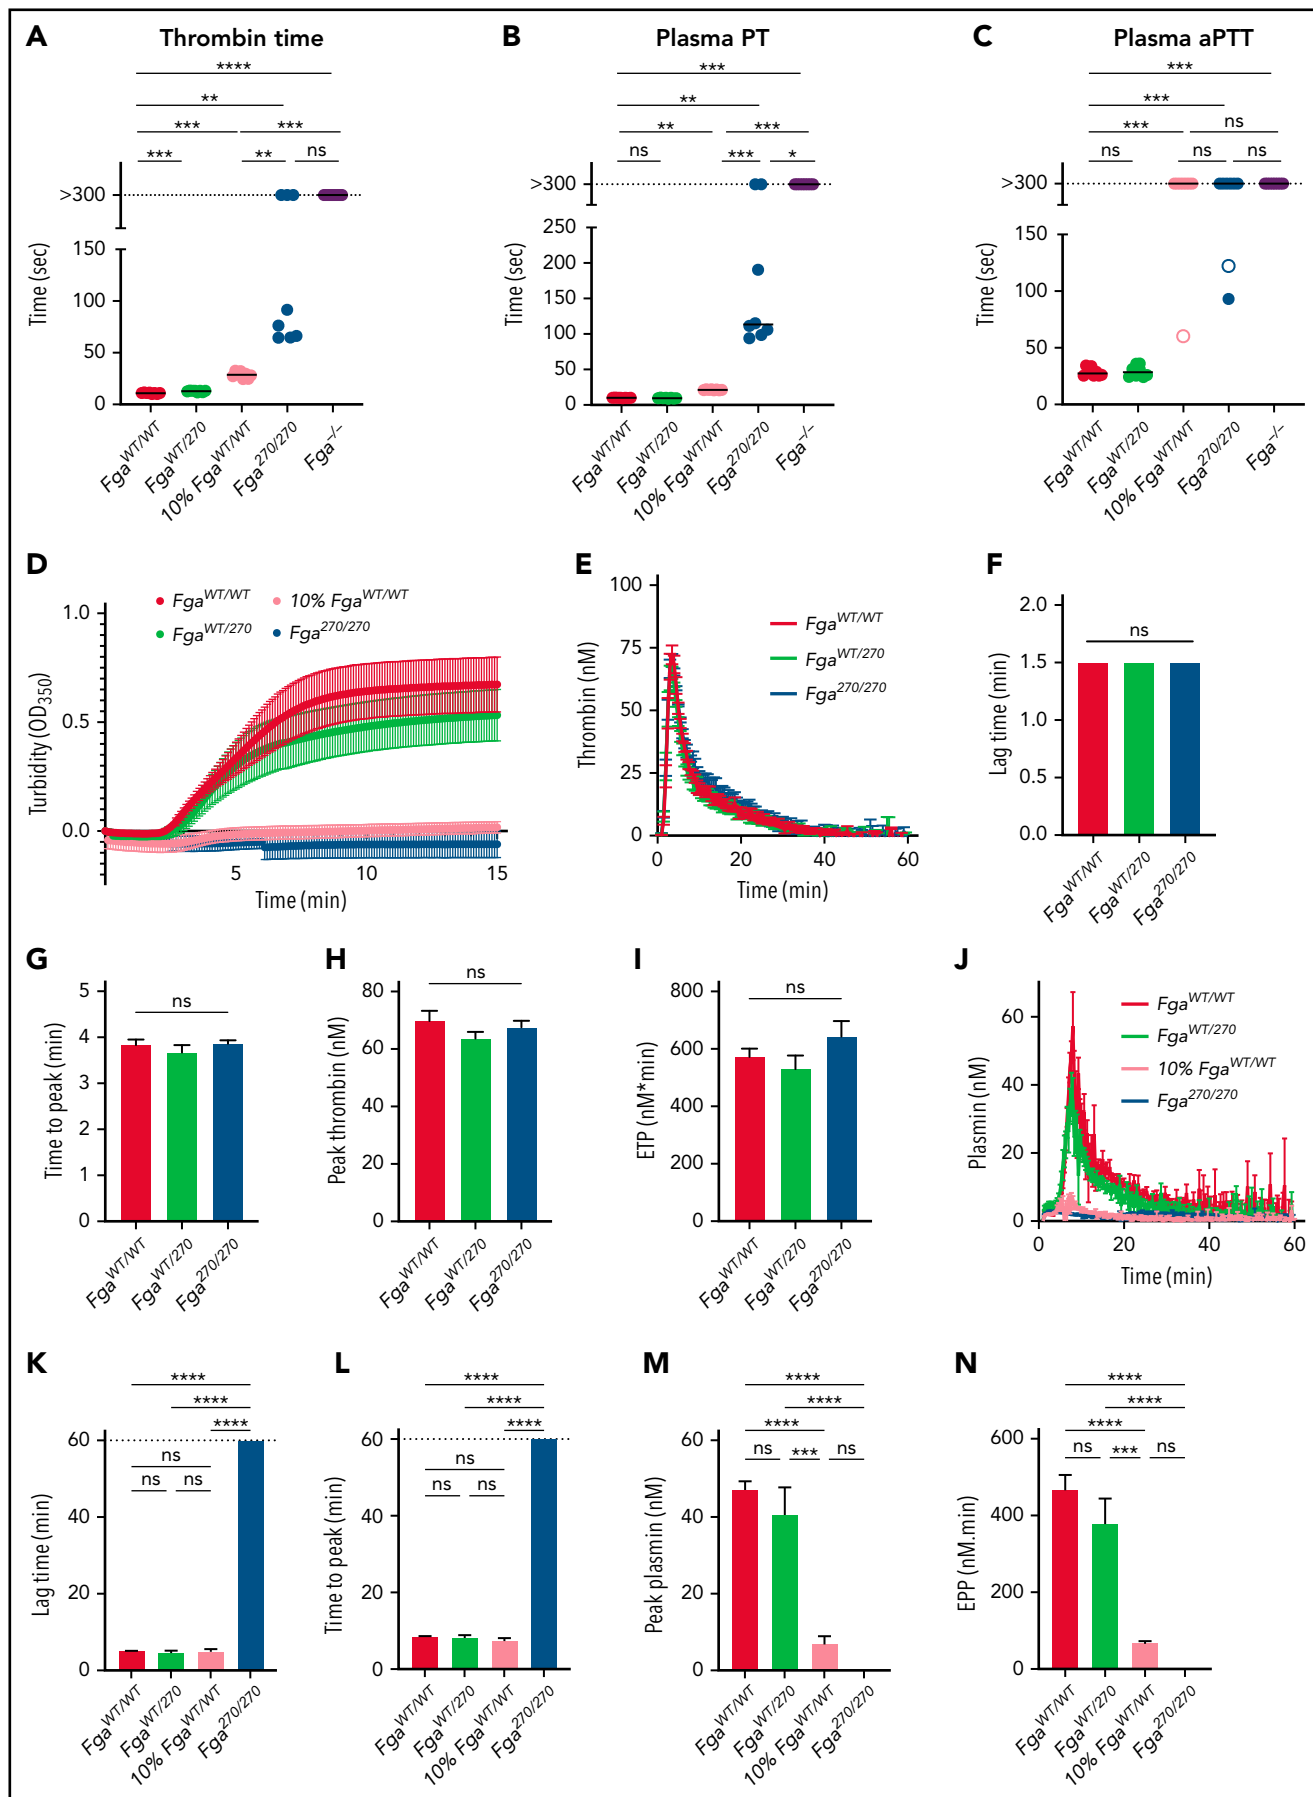 A Thrombin time
****
**
*** ***
*** ** ns
>300
150
100
50
0
Time (sec)
Fga^WT/WT
Fga^WT/270
10% Fga^WT/WT
Fga^270/270
Fga^–/–
B Plasma PT
***
**
** ***
ns *** *
>300
250
200
150
100
50
0
Time (sec)
Fga^WT/WT
Fga^WT/270
10% Fga^WT/WT
Fga^270/270
Fga^–/–
C Plasma aPTT
***
***
*** ns
ns ns ns
>300
150
100
50
0
Time (sec)
Fga^WT/WT
Fga^WT/270
10% Fga^WT/WT
Fga^270/270
Fga^–/–
D
Fga^WT/WT 10% Fga^WT/WT
Fga^WT/270 Fga^270/270
1.0
0.5
0.0
Turbidity (OD350)
5 10 15
Time (min)
E
100
75
50
25
0
Thrombin (nM)
Fga^WT/WT
Fga^WT/270
Fga^270/270
0 20 40 60
Time (min)
F
ns
2.0
1.5
1.0
0.5
0.0
Lag time (min)
Fga^WT/WT
Fga^WT/270
Fga^270/270
G
ns
5
4
3
2
1
0
Time to peak (min)
Fga^WT/WT
Fga^WT/270
Fga^270/270
H
ns
80
60
40
20
0
Peak thrombin (nM)
Fga^WT/WT
Fga^WT/270
Fga^270/270
I
ns
800
600
400
200
0
ETP (nM*min)
Fga^WT/WT
Fga^WT/270
Fga^270/270
J
Fga^WT/WT
Fga^WT/270
10% Fga^WT/WT
Fga^270/270
60
40
20
0
Plasmin (nM)
0 20 40 60
Time (min)
K
****
****
****
ns
ns ns
60
40
20
0
Lag time (min)
Fga^WT/WT
Fga^WT/270
10% Fga^WT/WT
Fga^270/270
L
****
****
****
ns
ns ns
60
40
20
0
Time to peak (min)
Fga^WT/WT
Fga^WT/270
10% Fga^WT/WT
Fga^270/270
M
****
****
****
ns *** ns
60
40
20
0
Peak plasmin (nM)
Fga^WT/WT
Fga^WT/270
10% Fga^WT/WT
Fga^270/270
N
****
****
****
ns *** ns
600
400
200
0
EPP (nM.min)
Fga^WT/WT
Fga^WT/270
10% Fga^WT/WT
Fga^270/270